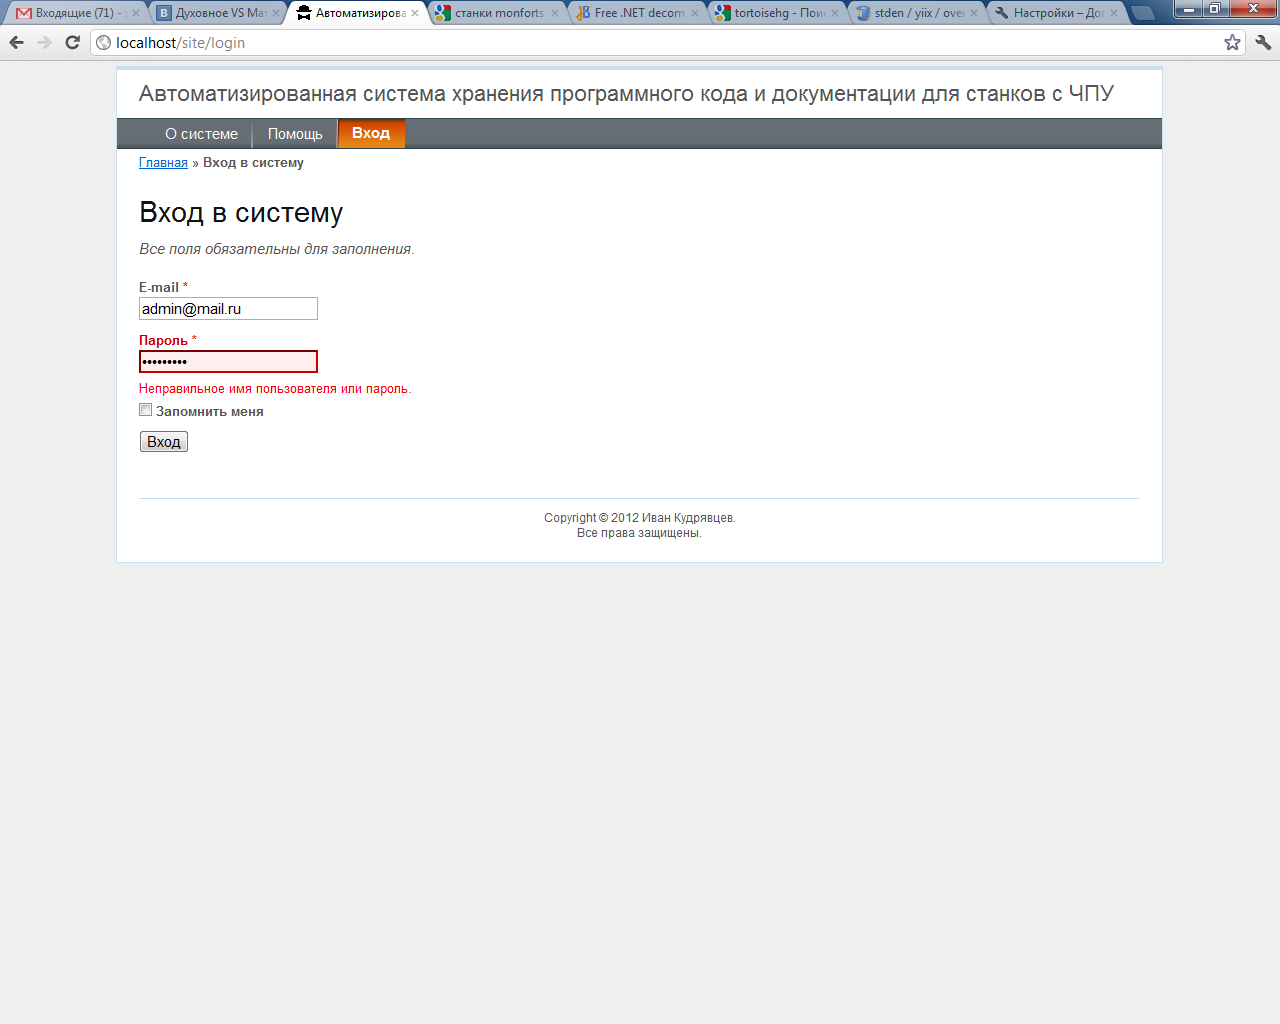 Входящие (71) -
Духовное VS Мат
Автоматизирова
станки monforts
Free .NET decom
tortoisehg - Поис
stden / yiix / over
Настройки – Дог
localhost/site/login
Автоматизированная система хранения программного кода и документации для станков с ЧПУ
О системе Помощь Вход
Главная » Вход в систему
Вход в систему
Все поля обязательны для заполнения.
E-mail *
admin@mail.ru
Пароль *
•••••••••
Неправильное имя пользователя или пароль.
Запомнить меня
Вход
Copyright © 2012 Иван Кудрявцев.
Все права защищены.